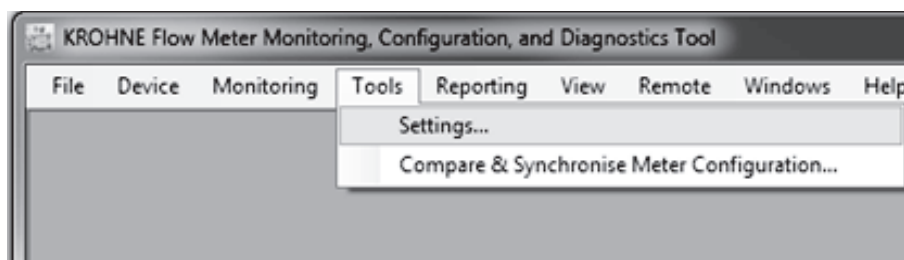 KROHNE Flow Meter Monitoring, Configuration, and Diagnostics Tool
File Device Monitoring Tools Reporting View Remote Windows Help
Settings...
Compare & Synchronise Meter Configuration...